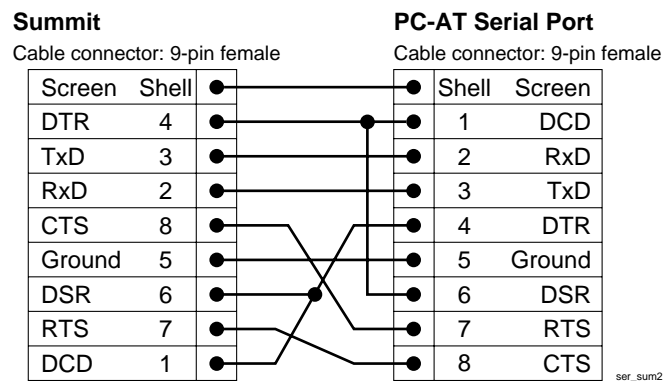 Summit PC-AT Serial Port
Cable connector: 9-pin female Cable connector: 9-pin female
Screen Shell Shell Screen
DTR 4 1 DCD
TxD 3 2 RxD
RxD 2 3 TxD
CTS 8 4 DTR
Ground 5 5 Ground
DSR 6 6 DSR
RTS 7 7 RTS
DCD 1 8 CTS
ser_sum2